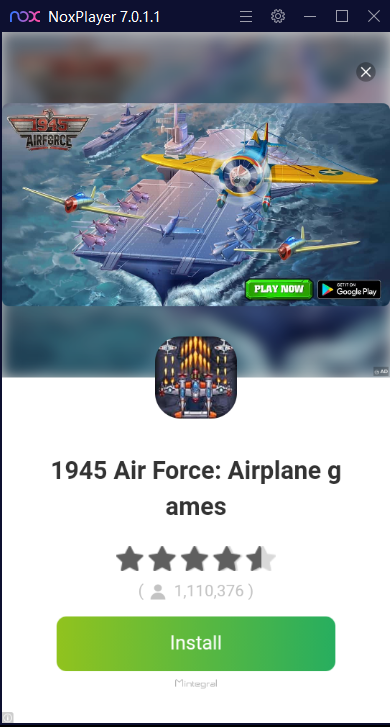 nox NoxPlayer 7.0.1.1
1945
AIRFORCE
PLAY NOW
GET IT ON
Google Play
AD
1945 Air Force: Airplane g
ames
( 1,110,376 )
Install
Mintegral